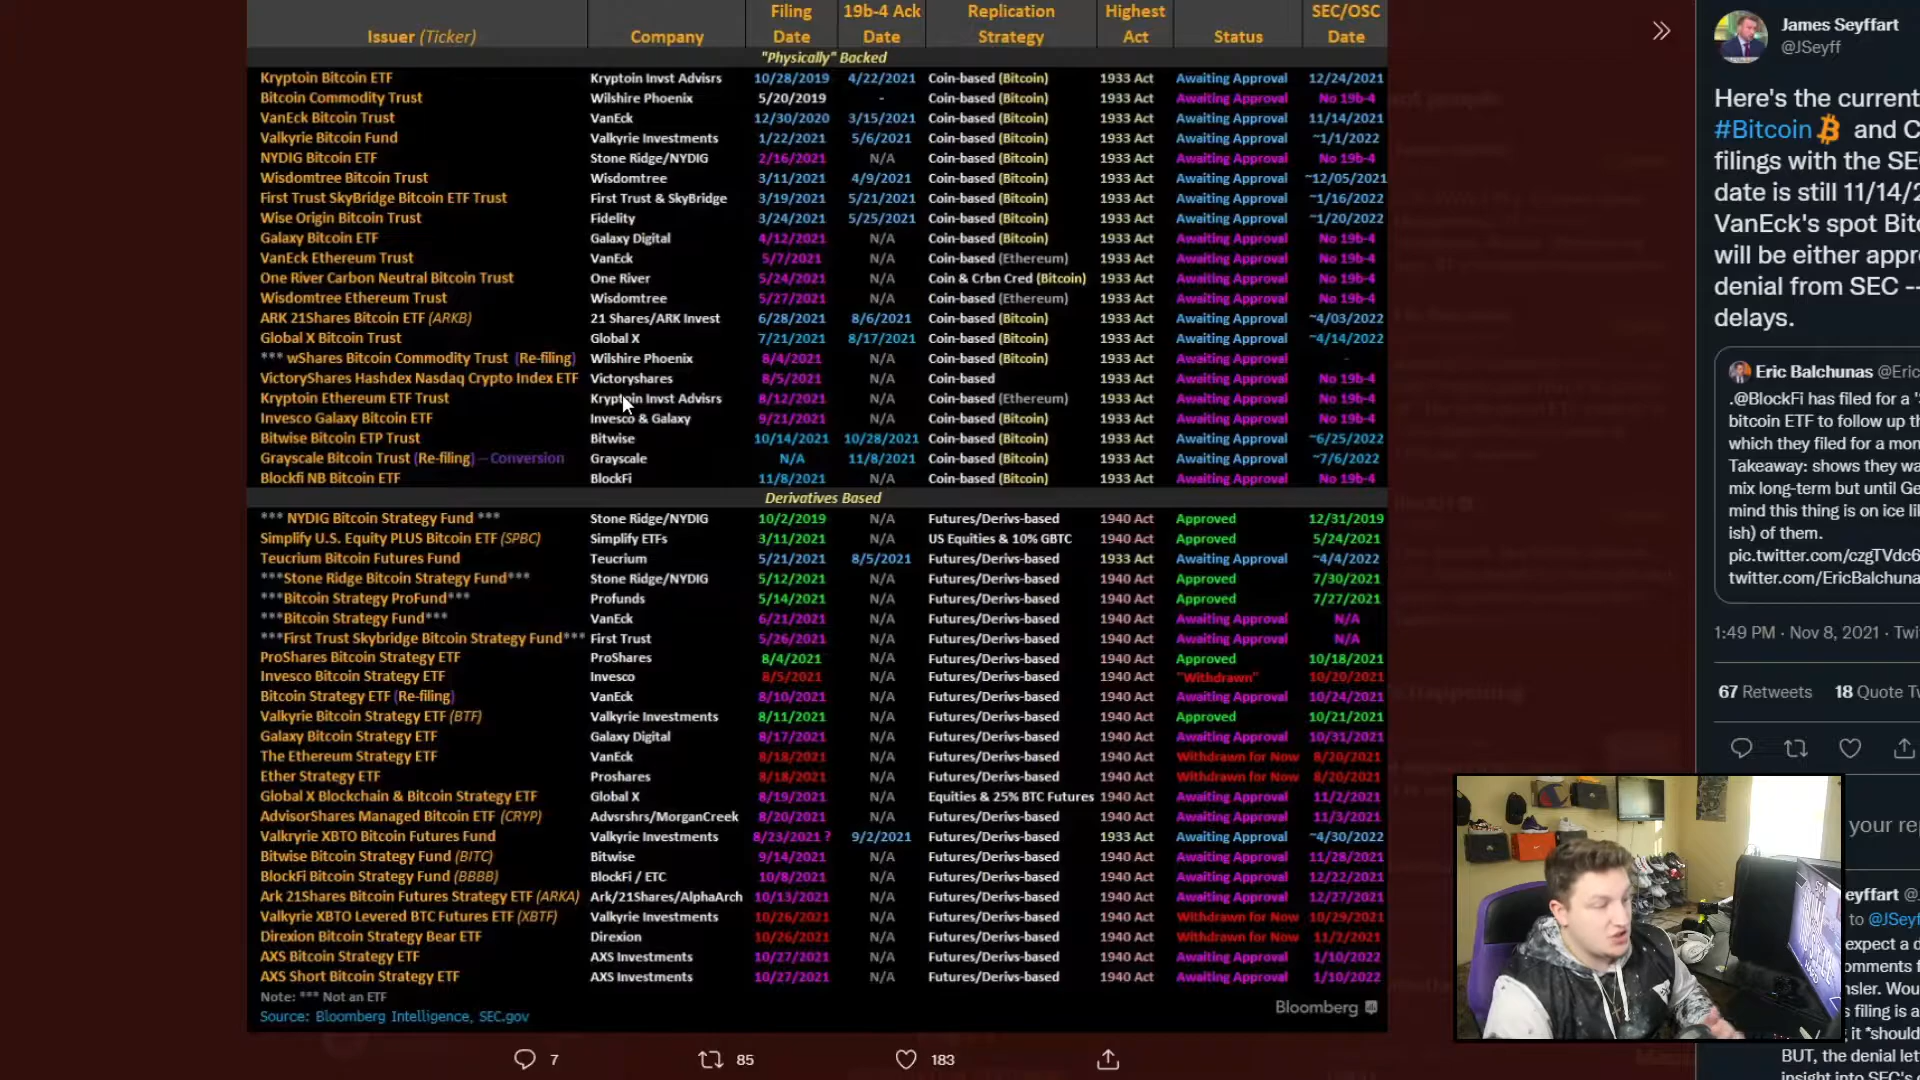 Issuer (Ticker) Company Filing Date 19b-4 Ack Date Replication Strategy Highest Act Status SEC/OSC Date
"Physically" Backed
Kryptoin Bitcoin ETF Kryptoin Invst Advisrs 10/28/2019 4/22/2021 Coin-based (Bitcoin) 1933 Act Awaiting Approval 12/24/2021
Bitcoin Commodity Trust Wilshire Phoenix 5/20/2019 - Coin-based (Bitcoin) 1933 Act Awaiting Approval No 19b-4
VanEck Bitcoin Trust VanEck 12/30/2020 3/15/2021 Coin-based (Bitcoin) 1933 Act Awaiting Approval 11/14/2021
Valkyrie Bitcoin Fund Valkyrie Investments 1/22/2021 5/6/2021 Coin-based (Bitcoin) 1933 Act Awaiting Approval ~1/1/2022
NYDIG Bitcoin ETF Stone Ridge/NYDIG 2/16/2021 N/A Coin-based (Bitcoin) 1933 Act Awaiting Approval No 19b-4
Wisdomtree Bitcoin Trust Wisdomtree 3/11/2021 4/9/2021 Coin-based (Bitcoin) 1933 Act Awaiting Approval ~12/05/2021
First Trust SkyBridge Bitcoin ETF Trust First Trust & SkyBridge 3/19/2021 5/21/2021 Coin-based (Bitcoin) 1933 Act Awaiting Approval ~1/16/2022
Wise Origin Bitcoin Trust Fidelity 3/24/2021 5/25/2021 Coin-based (Bitcoin) 1933 Act Awaiting Approval ~1/20/2022
Galaxy Bitcoin ETF Galaxy Digital 4/12/2021 N/A Coin-based (Bitcoin) 1933 Act Awaiting Approval No 19b-4
VanEck Ethereum Trust VanEck 5/7/2021 N/A Coin-based (Ethereum) 1933 Act Awaiting Approval No 19b-4
One River Carbon Neutral Bitcoin Trust One River 5/24/2021 N/A Coin & Crbn Cred (Bitcoin) 1933 Act Awaiting Approval No 19b-4
Wisdomtree Ethereum Trust Wisdomtree 5/27/2021 N/A Coin-based (Ethereum) 1933 Act Awaiting Approval No 19b-4
ARK 21Shares Bitcoin ETF (ARKB) 21 Shares/ARK Invest 6/28/2021 8/6/2021 Coin-based (Bitcoin) 1933 Act Awaiting Approval ~4/03/2022
Global X Bitcoin Trust Global X 7/21/2021 8/17/2021 Coin-based (Bitcoin) 1933 Act Awaiting Approval ~4/14/2022
*** wShares Bitcoin Commodity Trust (Re-filing) Wilshire Phoenix 8/4/2021 N/A Coin-based (Bitcoin) 1933 Act Awaiting Approval -
VictoryShares Hashdex Nasdaq Crypto Index ETF Victoryshares 8/5/2021 N/A Coin-based 1933 Act Awaiting Approval No 19b-4
Kryptoin Ethereum ETF Trust Kryptoin Invst Advisrs 8/12/2021 N/A Coin-based (Ethereum) 1933 Act Awaiting Approval No 19b-4
Invesco Galaxy Bitcoin ETF Invesco & Galaxy 9/21/2021 N/A Coin-based (Bitcoin) 1933 Act Awaiting Approval No 19b-4
Bitwise Bitcoin ETP Trust Bitwise 10/14/2021 10/28/2021 Coin-based (Bitcoin) 1933 Act Awaiting Approval ~6/25/2022
Grayscale Bitcoin Trust (Re-filing) -- Conversion Grayscale N/A 11/8/2021 Coin-based (Bitcoin) 1933 Act Awaiting Approval ~7/6/2022
Blockfi NB Bitcoin ETF BlockFi 11/8/2021 N/A Coin-based (Bitcoin) 1933 Act Awaiting Approval No 19b-4
Derivatives Based
*** NYDIG Bitcoin Strategy Fund *** Stone Ridge/NYDIG 10/2/2019 N/A Futures/Derivs-based 1940 Act Approved 12/31/2019
Simplify U.S. Equity PLUS Bitcoin ETF (SPBC) Simplify ETFs 3/11/2021 N/A US Equities & 10% GBTC 1940 Act Approved 5/24/2021
Teucrium Bitcoin Futures Fund Teucrium 5/21/2021 8/5/2021 Futures/Derivs-based 1933 Act Awaiting Approval ~4/4/2022
***Stone Ridge Bitcoin Strategy Fund*** Stone Ridge/NYDIG 5/12/2021 N/A Futures/Derivs-based 1940 Act Approved 7/30/2021
***Bitcoin Strategy ProFund*** Profunds 5/14/2021 N/A Futures/Derivs-based 1940 Act Approved 7/27/2021
***Bitcoin Strategy Fund*** VanEck 6/21/2021 N/A Futures/Derivs-based 1940 Act Awaiting Approval N/A
***First Trust Skybridge Bitcoin Strategy Fund*** First Trust 5/26/2021 N/A Futures/Derivs-based 1940 Act Awaiting Approval N/A
ProShares Bitcoin Strategy ETF ProShares 8/4/2021 N/A Futures/Derivs-based 1940 Act Approved 10/18/2021
Invesco Bitcoin Strategy ETF Invesco 8/5/2021 N/A Futures/Derivs-based 1940 Act "Withdrawn" 10/20/2021
Bitcoin Strategy ETF (Re-filing) VanEck 8/10/2021 N/A Futures/Derivs-based 1940 Act Awaiting Approval 10/24/2021
Valkyrie Bitcoin Strategy ETF (BTF) Valkyrie Investments 8/11/2021 N/A Futures/Derivs-based 1940 Act Approved 10/21/2021
Galaxy Bitcoin Strategy ETF Galaxy Digital 8/17/2021 N/A Futures/Derivs-based 1940 Act Awaiting Approval 10/31/2021
The Ethereum Strategy ETF VanEck 8/18/2021 N/A Futures/Derivs-based 1940 Act Withdrawn for Now 8/20/2021
Ether Strategy ETF Proshares 8/18/2021 N/A Futures/Derivs-based 1940 Act Withdrawn for Now 8/20/2021
Global X Blockchain & Bitcoin Strategy ETF Global X 8/19/2021 N/A Equities & 25% BTC Futures 1940 Act Awaiting Approval 11/2/2021
AdvisorShares Managed Bitcoin ETF (CRYP) Advsrshrs/MorganCreek 8/20/2021 N/A Futures/Derivs-based 1940 Act Awaiting Approval 11/3/2021
Valkryrie XBTO Bitcoin Futures Fund Valkyrie Investments 8/23/2021 ? 9/2/2021 Futures/Derivs-based 1933 Act Awaiting Approval ~4/30/2022
Bitwise Bitcoin Strategy Fund (BITC) Bitwise 9/14/2021 N/A Futures/Derivs-based 1940 Act Awaiting Approval 11/28/2021
BlockFi Bitcoin Strategy Fund (BBBB) BlockFi / ETC 10/8/2021 N/A Futures/Derivs-based 1940 Act Awaiting Approval 12/22/2021
Ark 21Shares Bitcoin Futures Strategy ETF (ARKA) Ark/21Shares/AlphaArch 10/13/2021 N/A Futures/Derivs-based 1940 Act Awaiting Approval 12/27/2021
Valkyrie XBTO Levered BTC Futures ETF (XBTF) Valkyrie Investments 10/26/2021 N/A Futures/Derivs-based 1940 Act Withdrawn for Now 10/29/2021
Direxion Bitcoin Strategy Bear ETF Direxion 10/26/2021 N/A Futures/Derivs-based 1940 Act Withdrawn for Now 11/2/2021
AXS Bitcoin Strategy ETF AXS Investments 10/27/2021 N/A Futures/Derivs-based 1940 Act Awaiting Approval 1/10/2022
AXS Short Bitcoin Strategy ETF AXS Investments 10/27/2021 N/A Futures/Derivs-based 1940 Act Awaiting Approval 1/10/2022
Note: *** Not an ETF
Source: Bloomberg Intelligence, SEC.gov
Bloomberg
7 85 183
James Seyffart
@JSeyff
Here's the current
#Bitcoin and C
filings with the SE
date is still 11/14/2
VanEck's spot Bit
will be either appr
denial from SEC --
delays.
Eric Balchunas @Eric
.@BlockFi has filed for a '
bitcoin ETF to follow up th
which they filed for a mon
Takeaway: shows they wa
mix long-term but until Ge
mind this thing is on ice lik
ish) of them.
pic.twitter.com/czgTVdc6
twitter.com/EricBalchuna
1:49 PM · Nov 8, 2021 · Twi
67 Retweets 18 Quote Tw
your rep
eyffart @
to @JSeyf
expect a d
omments f
nsler. Wou
s filing is a
it *should
BUT, the denial let
insight into SEC's